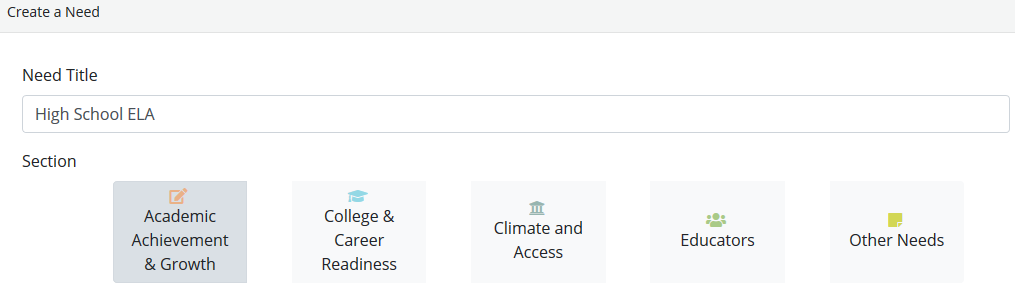 Create a Need
Need Title
High School ELA
Section
Academic
Achievement
& Growth
College &
Career
Readiness
Climate and
Access
Educators
Other Needs